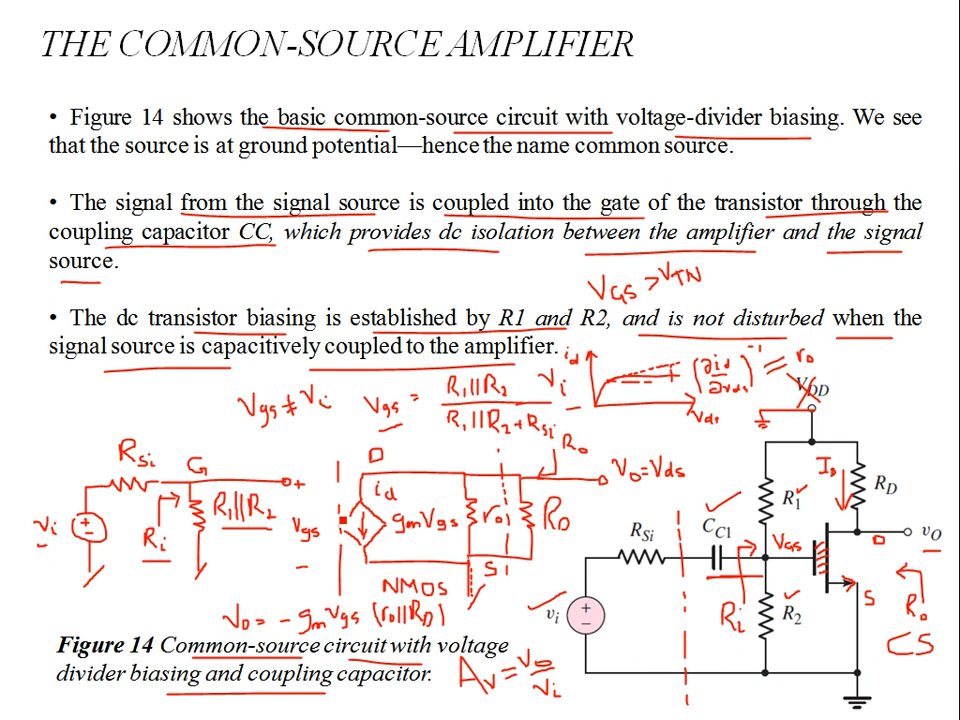 THE COMMON-SOURCE AMPLIFIER
• Figure 14 shows the basic common-source circuit with voltage-divider biasing. We see
that the source is at ground potential—hence the name common source.
• The signal from the signal source is coupled into the gate of the transistor through the
coupling capacitor CC, which provides dc isolation between the amplifier and the signal
source.
VGS > VTN
• The dc transistor biasing is established by R1 and R2, and is not disturbed when the
signal source is capacitively coupled to the amplifier.
id
(∂id/∂vds)⁻¹ = ro
Vds
Vgs ≠ Vi
Vgs = R1||R2 / R1||R2 + RSi Vi
VDD
RSi
G
+
R1||R2
Vi
+
−
Ri
Vgs
−
D
id
gmVgs
ro
Ro
RD
Vo = Vds
S
NMOS
Vo = - gmVgs (ro||RD)
Av = Vo/Vi
ID
RD
R1
RSi
CC1
VGS
D
vO
S
Ri
R2
Ro
CS
vi
+
−
Figure 14 Common-source circuit with voltage
divider biasing and coupling capacitor.